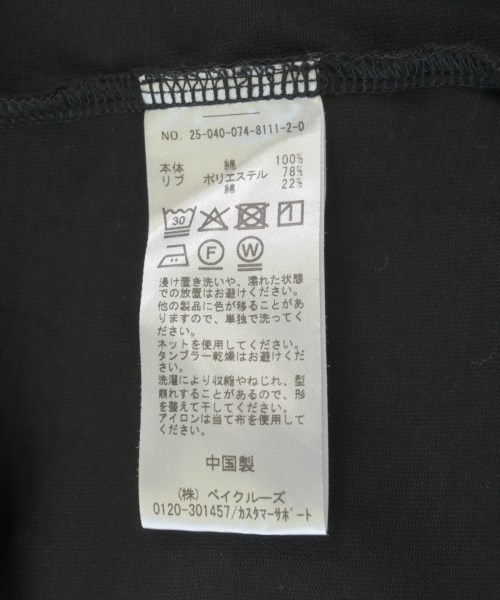 NO. 25-040-074-8111-2-0
本体 綿 100%
リブ ポリエステル 78%
綿 22%
30
F W
浸け置き洗いや、濡れた状態
での放置はお避けください。
他の製品に色が移ることがあ
りますので、単独で洗ってく
ださい。
ネットを使用してください。
タンブラー乾燥はお避けくだ
さい。
洗濯により収縮やねじれ、型
崩れすることがあるので、形
を整えて干してください。
アイロンは当て布を使用して
ください。
中国製
(株) ベイクルーズ
0120-301457/カスタマーサポート